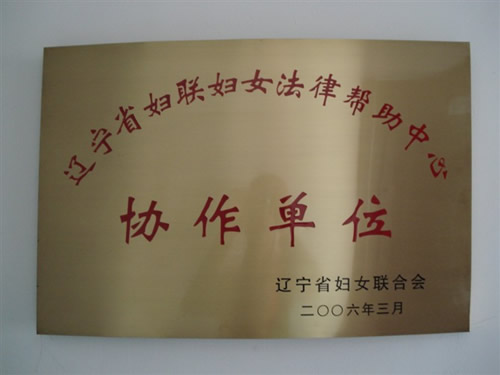 辽宁省妇联妇女法律帮助中心
协作单位
辽宁省妇女联合会
二〇〇六年三月